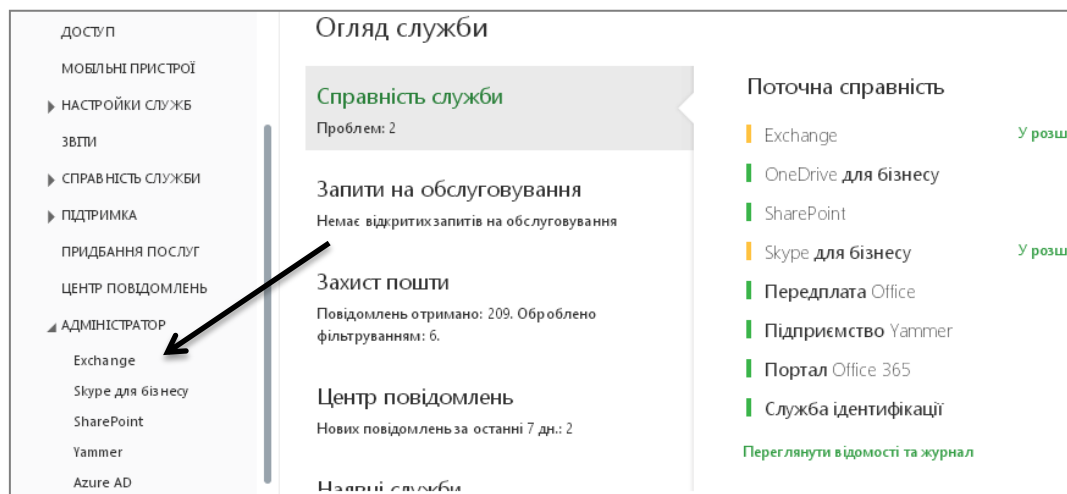 ДОСТУП
МОБІЛЬНІ ПРИСТРОЇ
НАСТРОЙКИ СЛУЖБ
ЗВІТИ
СПРАВНІСТЬ СЛУЖБИ
ПІДТРИМКА
ПРИДБАННЯ ПОСЛУГ
ЦЕНТР ПОВІДОМЛЕНЬ
АДМІНІСТРАТОР
Exchange
Skype для бізнесу
SharePoint
Yammer
Azure AD
Огляд служби
Справність служби
Проблем: 2
Запити на обслуговування
Немає відкритих запитів на обслуговування
Захист пошти
Повідомлень отримано: 209. Оброблено
фільтруванням: 6.
Центр повідомлень
Нових повідомлень за останні 7 дн.: 2
Наявні служби
Поточна справність
Exchange
У розш
OneDrive для бізнесу
SharePoint
Skype для бізнесу
У розш
Передплата Office
Підприємство Yammer
Портал Office 365
Служба ідентифікації
Переглянути відомості та журнал